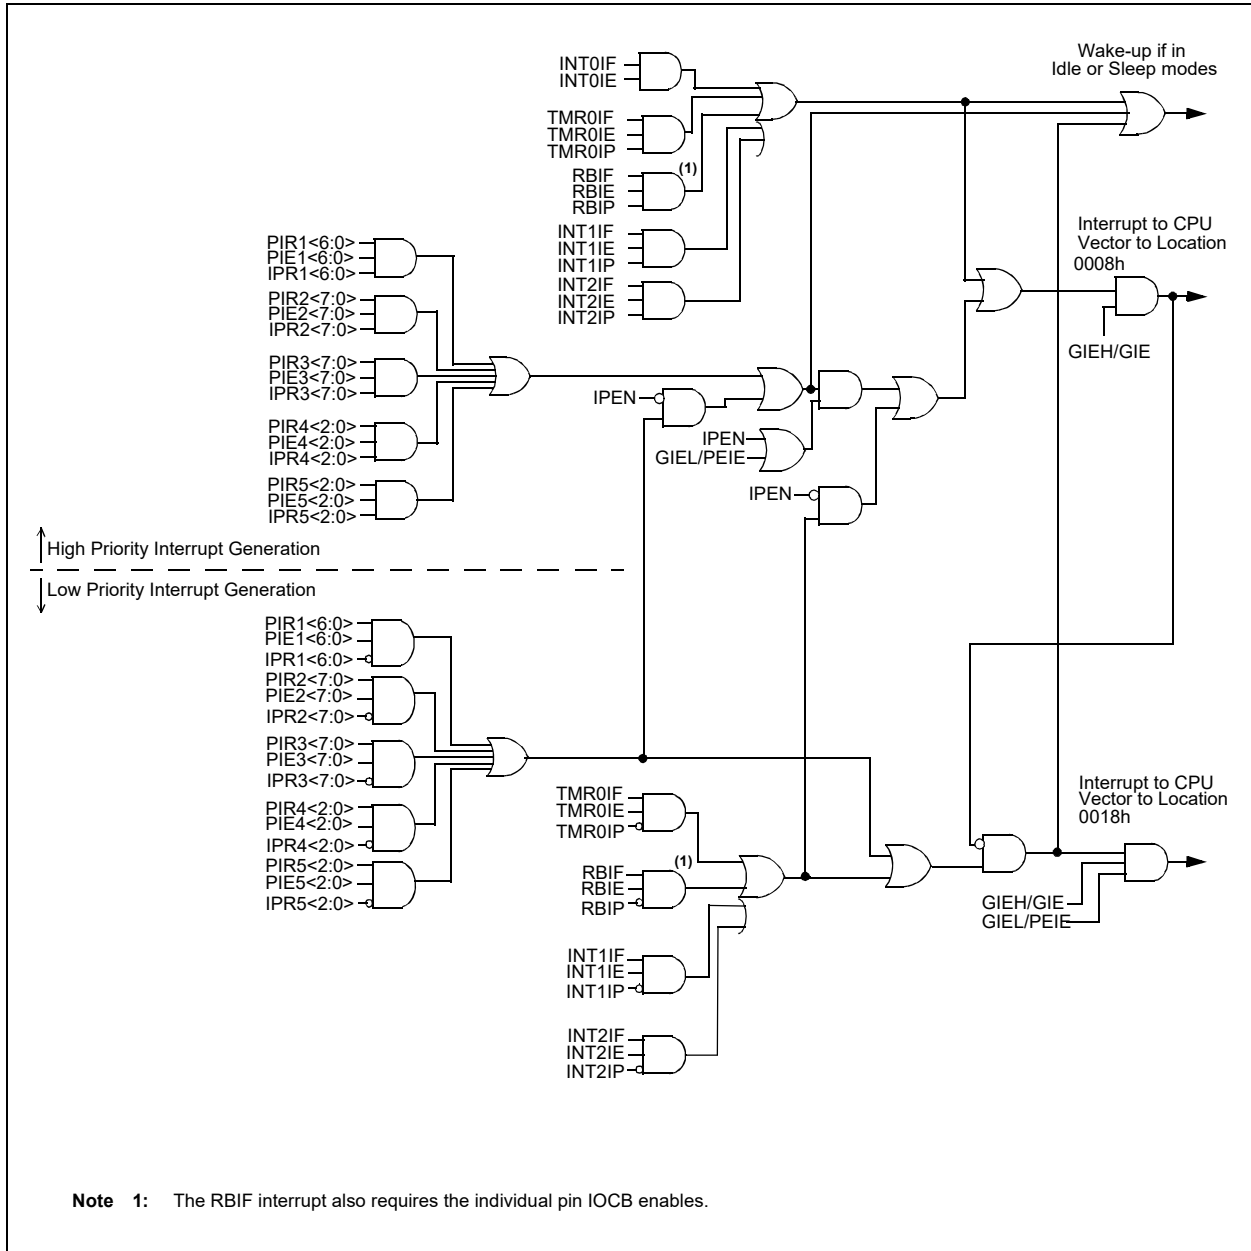 Wake-up if in
Idle or Sleep modes
INT0IF
INT0IE
TMR0IF
TMR0IE
TMR0IP
(1)
RBIF
RBIE
RBIP
INT1IF
INT1IE
INT1IP
INT2IF
INT2IE
INT2IP
Interrupt to CPU
Vector to Location
0008h
GIEH/GIE
PIR1<6:0>
PIE1<6:0>
IPR1<6:0>
PIR2<7:0>
PIE2<7:0>
IPR2<7:0>
PIR3<7:0>
PIE3<7:0>
IPR3<7:0>
PIR4<2:0>
PIE4<2:0>
IPR4<2:0>
PIR5<2:0>
PIE5<2:0>
IPR5<2:0>
IPEN
IPEN
GIEL/PEIE
IPEN
High Priority Interrupt Generation
Low Priority Interrupt Generation
PIR1<6:0>
PIE1<6:0>
IPR1<6:0>
PIR2<7:0>
PIE2<7:0>
IPR2<7:0>
PIR3<7:0>
PIE3<7:0>
IPR3<7:0>
PIR4<2:0>
PIE4<2:0>
IPR4<2:0>
PIR5<2:0>
PIE5<2:0>
IPR5<2:0>
TMR0IF
TMR0IE
TMR0IP
(1)
RBIF
RBIE
RBIP
INT1IF
INT1IE
INT1IP
INT2IF
INT2IE
INT2IP
Interrupt to CPU
Vector to Location
0018h
GIEH/GIE
GIEL/PEIE
Note 1: The RBIF interrupt also requires the individual pin IOCB enables.